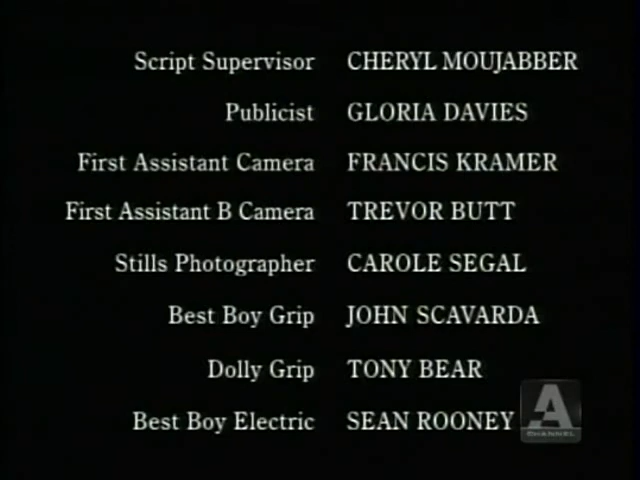 Script Supervisor CHERYL MOUJABBER
Publicist GLORIA DAVIES
First Assistant Camera FRANCIS KRAMER
First Assistant B Camera TREVOR BUTT
Stills Photographer CAROLE SEGAL
Best Boy Grip JOHN SCAVARDA
Dolly Grip TONY BEAR
Best Boy Electric SEAN ROONEY
A
CHANNEL